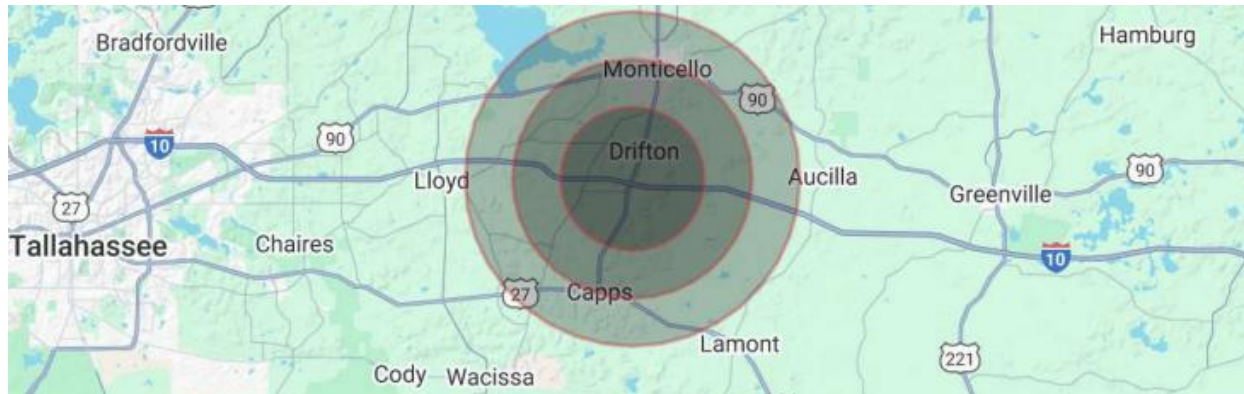 Bradfordville
Hamburg
Monticello
90
90
10
Drifton
Lloyd
Aucilla
90
Greenville
27
Tallahassee
Chaires
10
27
Capps
Lamont
221
Cody
Wacissa